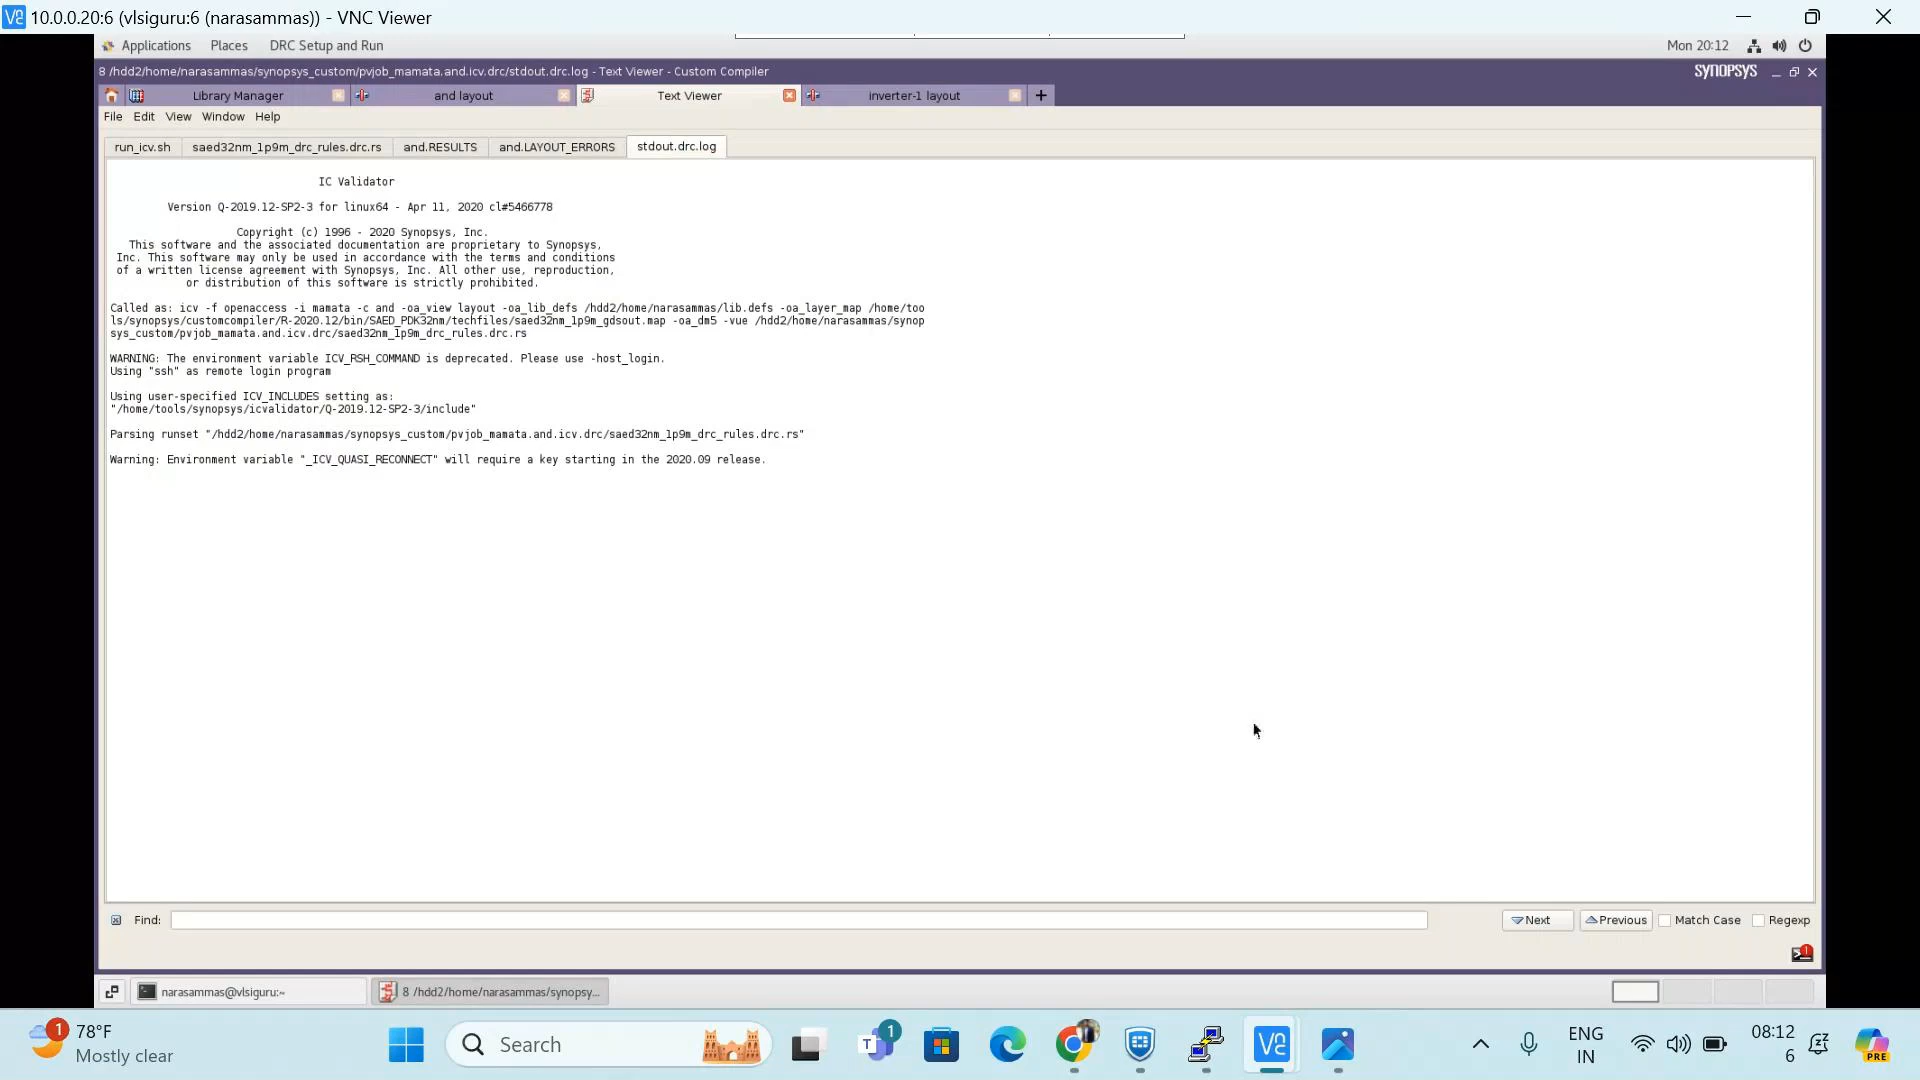 10.0.0.20:6 (vlsiguru:6 (narasammas)) - VNC Viewer
Applications Places DRC Setup and Run Mon 20:12
8 /hdd2/home/narasammas/synopsys_custom/pvjob_mamata.and.icv.drc/stdout.drc.log - Text Viewer - Custom Compiler SYNOPSYS
Library Manager and layout Text Viewer inverter-1 layout +
File Edit View Window Help
run_icv.sh saed32nm_1p9m_drc_rules.drc.rs and.RESULTS and.LAYOUT_ERRORS stdout.drc.log
IC Validator
Version Q-2019.12-SP2-3 for linux64 - Apr 11, 2020 cl#5466778
Copyright (c) 1996 - 2020 Synopsys, Inc.
This software and the associated documentation are proprietary to Synopsys,
Inc. This software may only be used in accordance with the terms and conditions
of a written license agreement with Synopsys, Inc. All other use, reproduction,
or distribution of this software is strictly prohibited.
Called as: icv -f openaccess -i mamata -c and -oa_view layout -oa_lib_defs /hdd2/home/narasammas/lib.defs -oa_layer_map /home/too
ls/synopsys/customcompiler/R-2020.12/bin/SAED_PDK32nm/techfiles/saed32nm_1p9m_gdsout.map -oa_dm5 -vue /hdd2/home/narasammas/synop
sys_custom/pvjob_mamata.and.icv.drc/saed32nm_1p9m_drc_rules.drc.rs
WARNING: The environment variable ICV_RSH_COMMAND is deprecated. Please use -host_login.
Using "ssh" as remote login program
Using user-specified ICV_INCLUDES setting as:
"/home/tools/synopsys/icvalidator/Q-2019.12-SP2-3/include"
Parsing runset "/hdd2/home/narasammas/synopsys_custom/pvjob_mamata.and.icv.drc/saed32nm_1p9m_drc_rules.drc.rs"
Warning: Environment variable "_ICV_QUASI_RECONNECT" will require a key starting in the 2020.09 release.
Find: Next Previous Match Case Regexp
1
narasammas@vlsiguru:~ 8 /hdd2/home/narasammas/synopsy...
1 78°F
Mostly clear
Search
1
ENG
IN
08:12
6
PRE